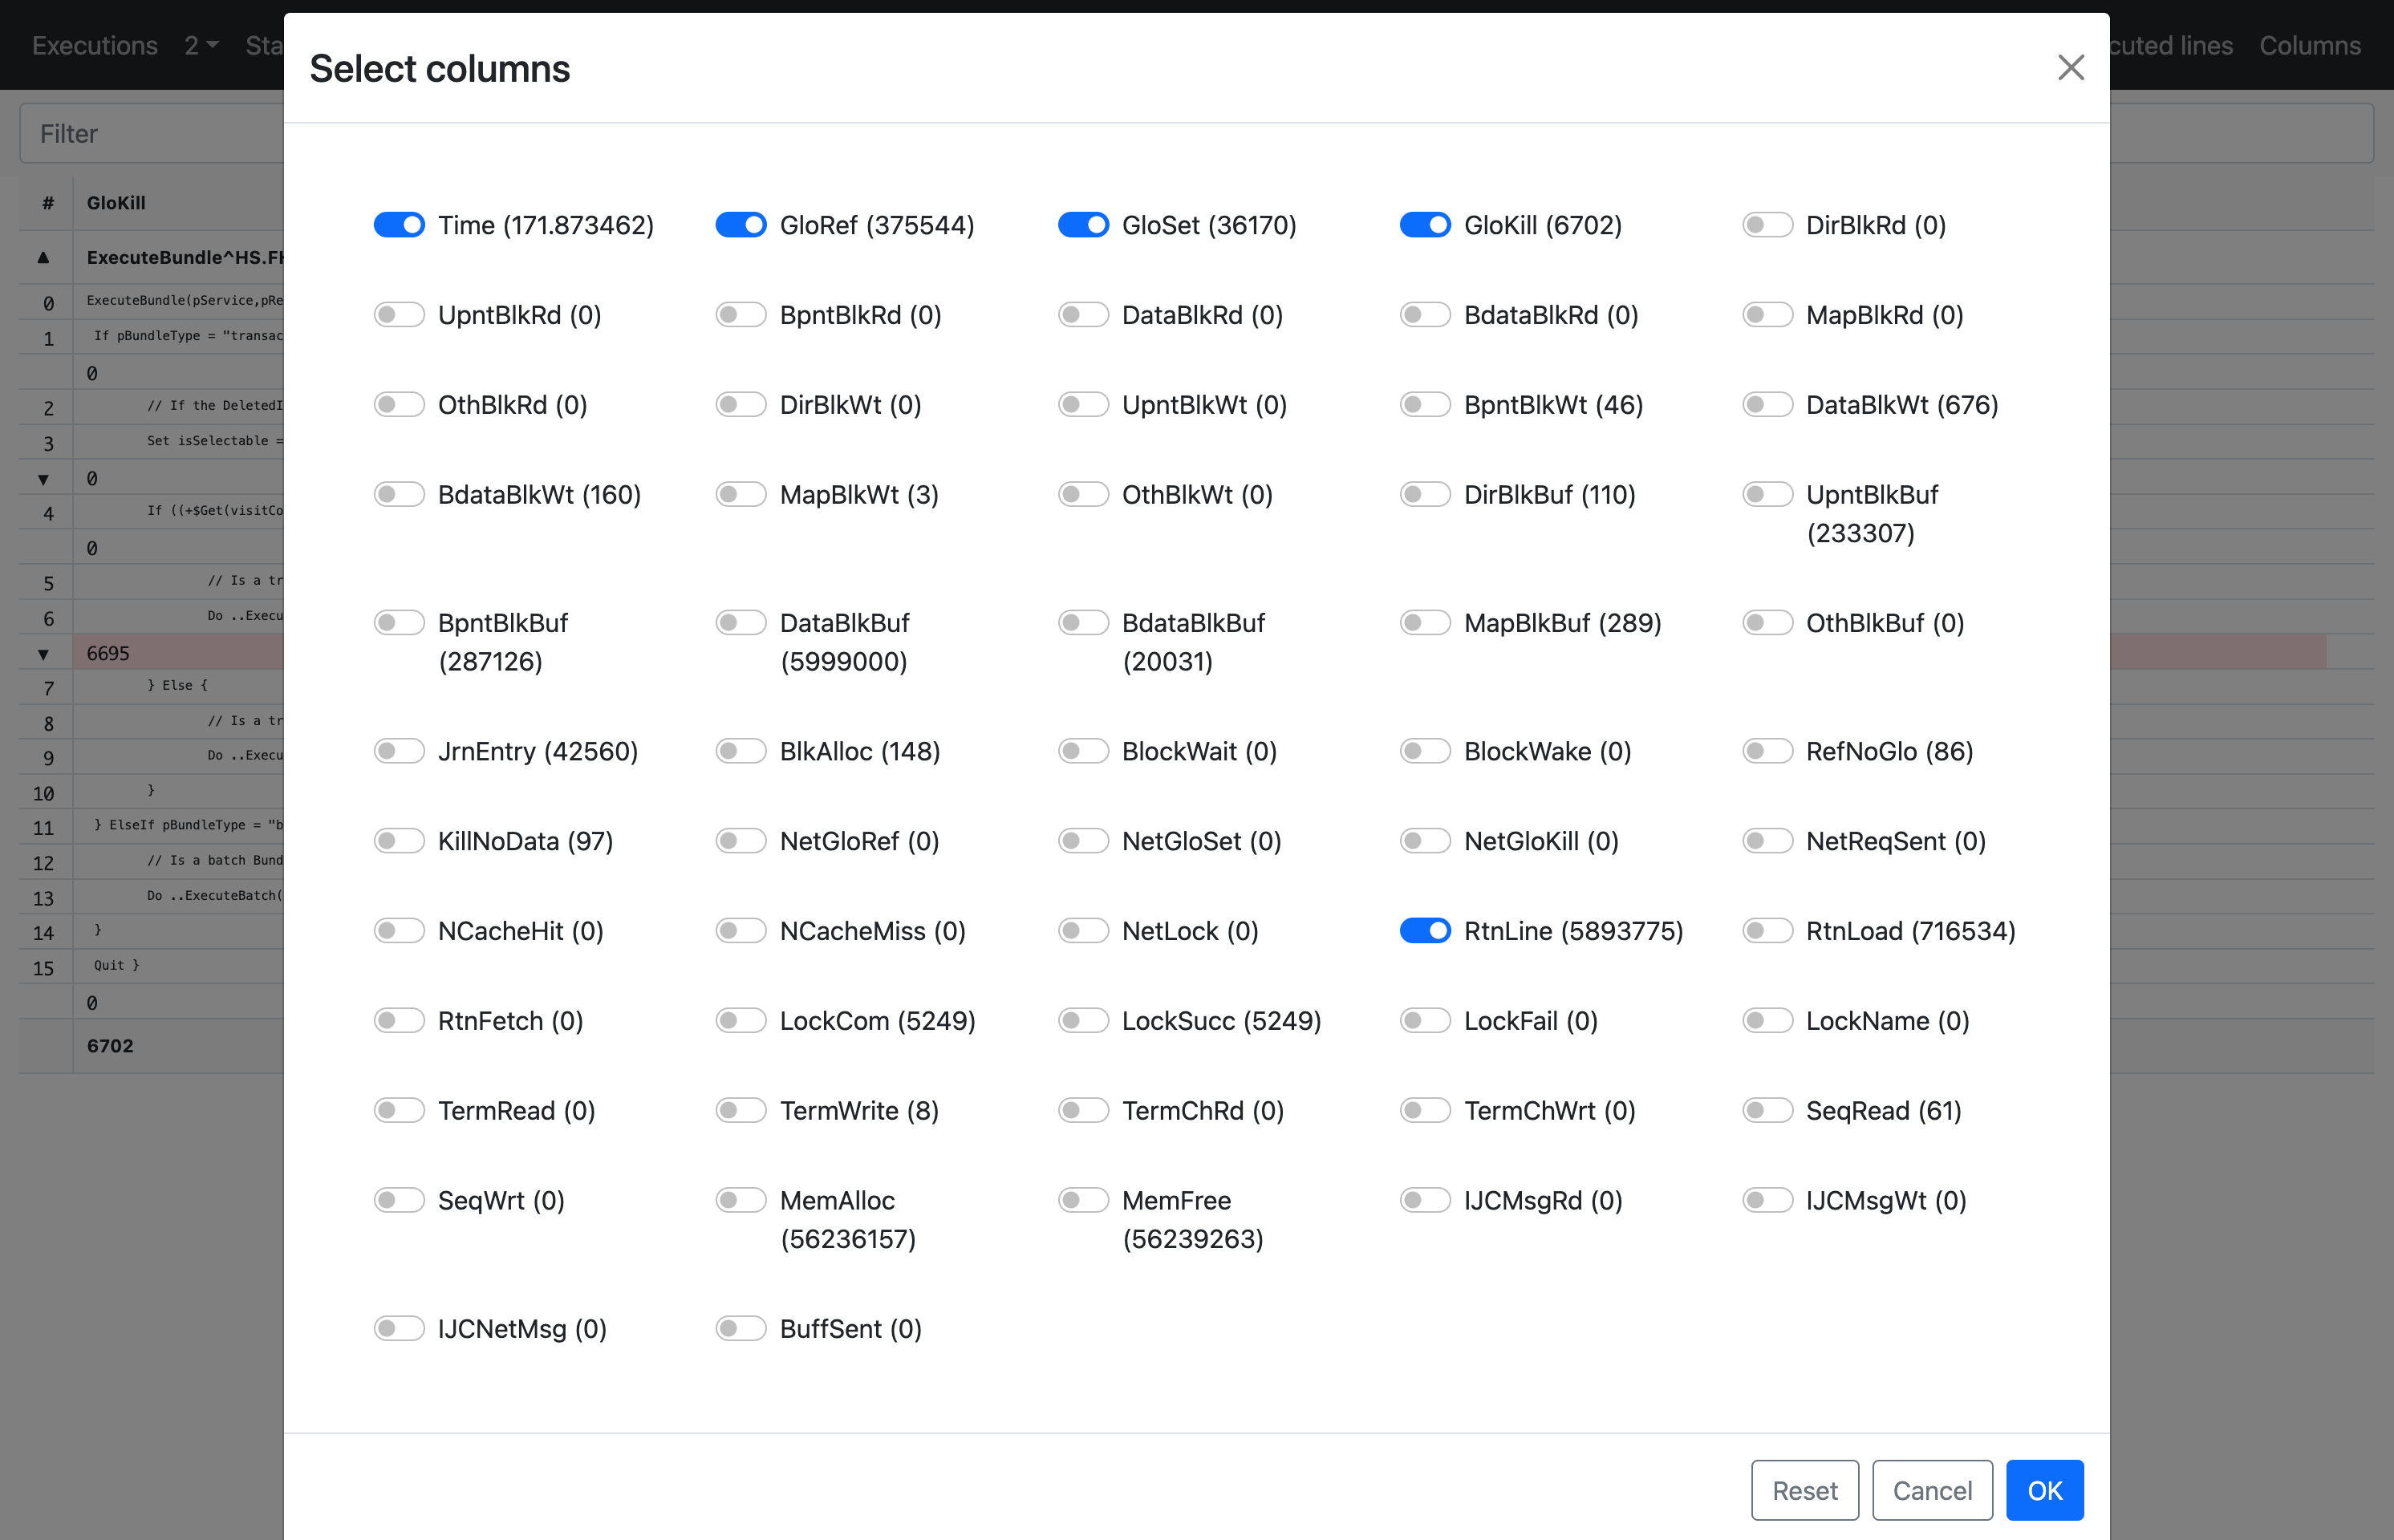 Executions 2 Sta cuted lines Columns
Select columns
Filter
# GloKill
ExecuteBundle^HS.FH
0 ExecuteBundle(pService,pRe
1 If pBundleType = "transac
0
2 // If the DeletedI
3 Set isSelectable =
0
4 If ((+$Get(visitCo
0
5 // Is a tr
6 Do ..Execu
6695
7 } Else {
8 // Is a tr
9 Do ..Execu
10 }
11 } ElseIf pBundleType = "b
12 // Is a batch Bund
13 Do ..ExecuteBatch(
14 }
15 Quit }
0
6702
Time (171.873462) GloRef (375544) GloSet (36170) GloKill (6702) DirBlkRd (0)
UpntBlkRd (0) BpntBlkRd (0) DataBlkRd (0) BdataBlkRd (0) MapBlkRd (0)
OthBlkRd (0) DirBlkWt (0) UpntBlkWt (0) BpntBlkWt (46) DataBlkWt (676)
BdataBlkWt (160) MapBlkWt (3) OthBlkWt (0) DirBlkBuf (110) UpntBlkBuf
(233307)
BpntBlkBuf DataBlkBuf BdataBlkBuf MapBlkBuf (289) OthBlkBuf (0)
(287126) (5999000) (20031)
JrnEntry (42560) BlkAlloc (148) BlockWait (0) BlockWake (0) RefNoGlo (86)
KillNoData (97) NetGloRef (0) NetGloSet (0) NetGloKill (0) NetReqSent (0)
NCacheHit (0) NCacheMiss (0) NetLock (0) RtnLine (5893775) RtnLoad (716534)
RtnFetch (0) LockCom (5249) LockSucc (5249) LockFail (0) LockName (0)
TermRead (0) TermWrite (8) TermChRd (0) TermChWrt (0) SeqRead (61)
SeqWrt (0) MemAlloc MemFree IJCMsgRd (0) IJCMsgWt (0)
(56236157) (56239263)
IJCNetMsg (0) BuffSent (0)
Reset Cancel OK